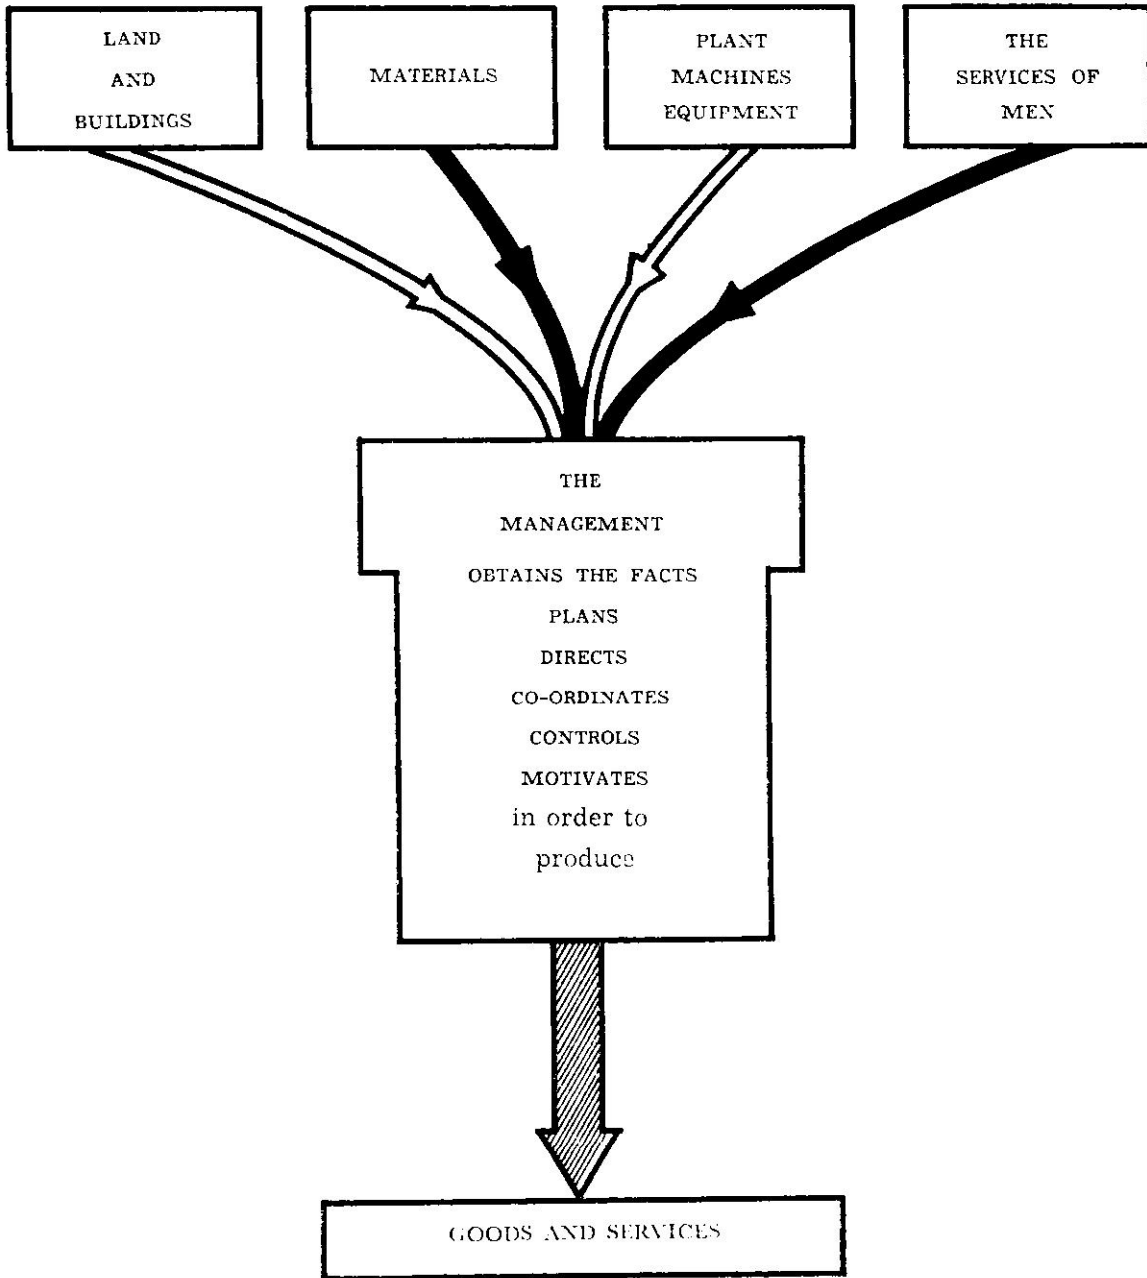 LAND
AND
BUILDINGS
MATERIALS
PLANT
MACHINES
EQUIPMENT
THE
SERVICES OF
MEN
THE
MANAGEMENT
OBTAINS THE FACTS
PLANS
DIRECTS
CO-ORDINATES
CONTROLS
MOTIVATES
in order to
produce
GOODS AND SERVICES